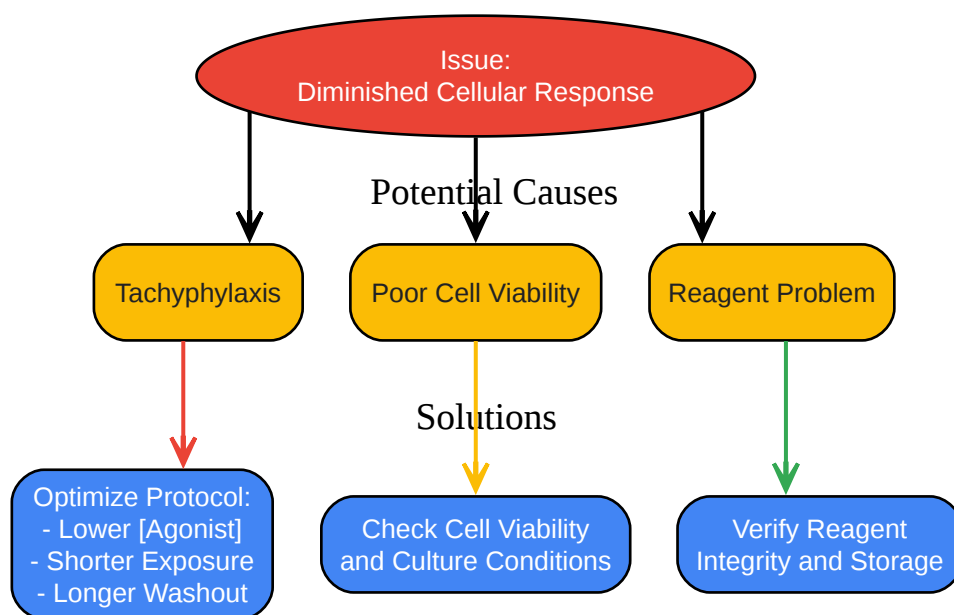 Issue:
Diminished Cellular Response
Potential Causes
Tachyphylaxis
Poor Cell Viability
Reagent Problem
Solutions
Optimize Protocol:
- Lower [Agonist]
- Shorter Exposure
- Longer Washout
Check Cell Viability
and Culture Conditions
Verify Reagent
Integrity and Storage